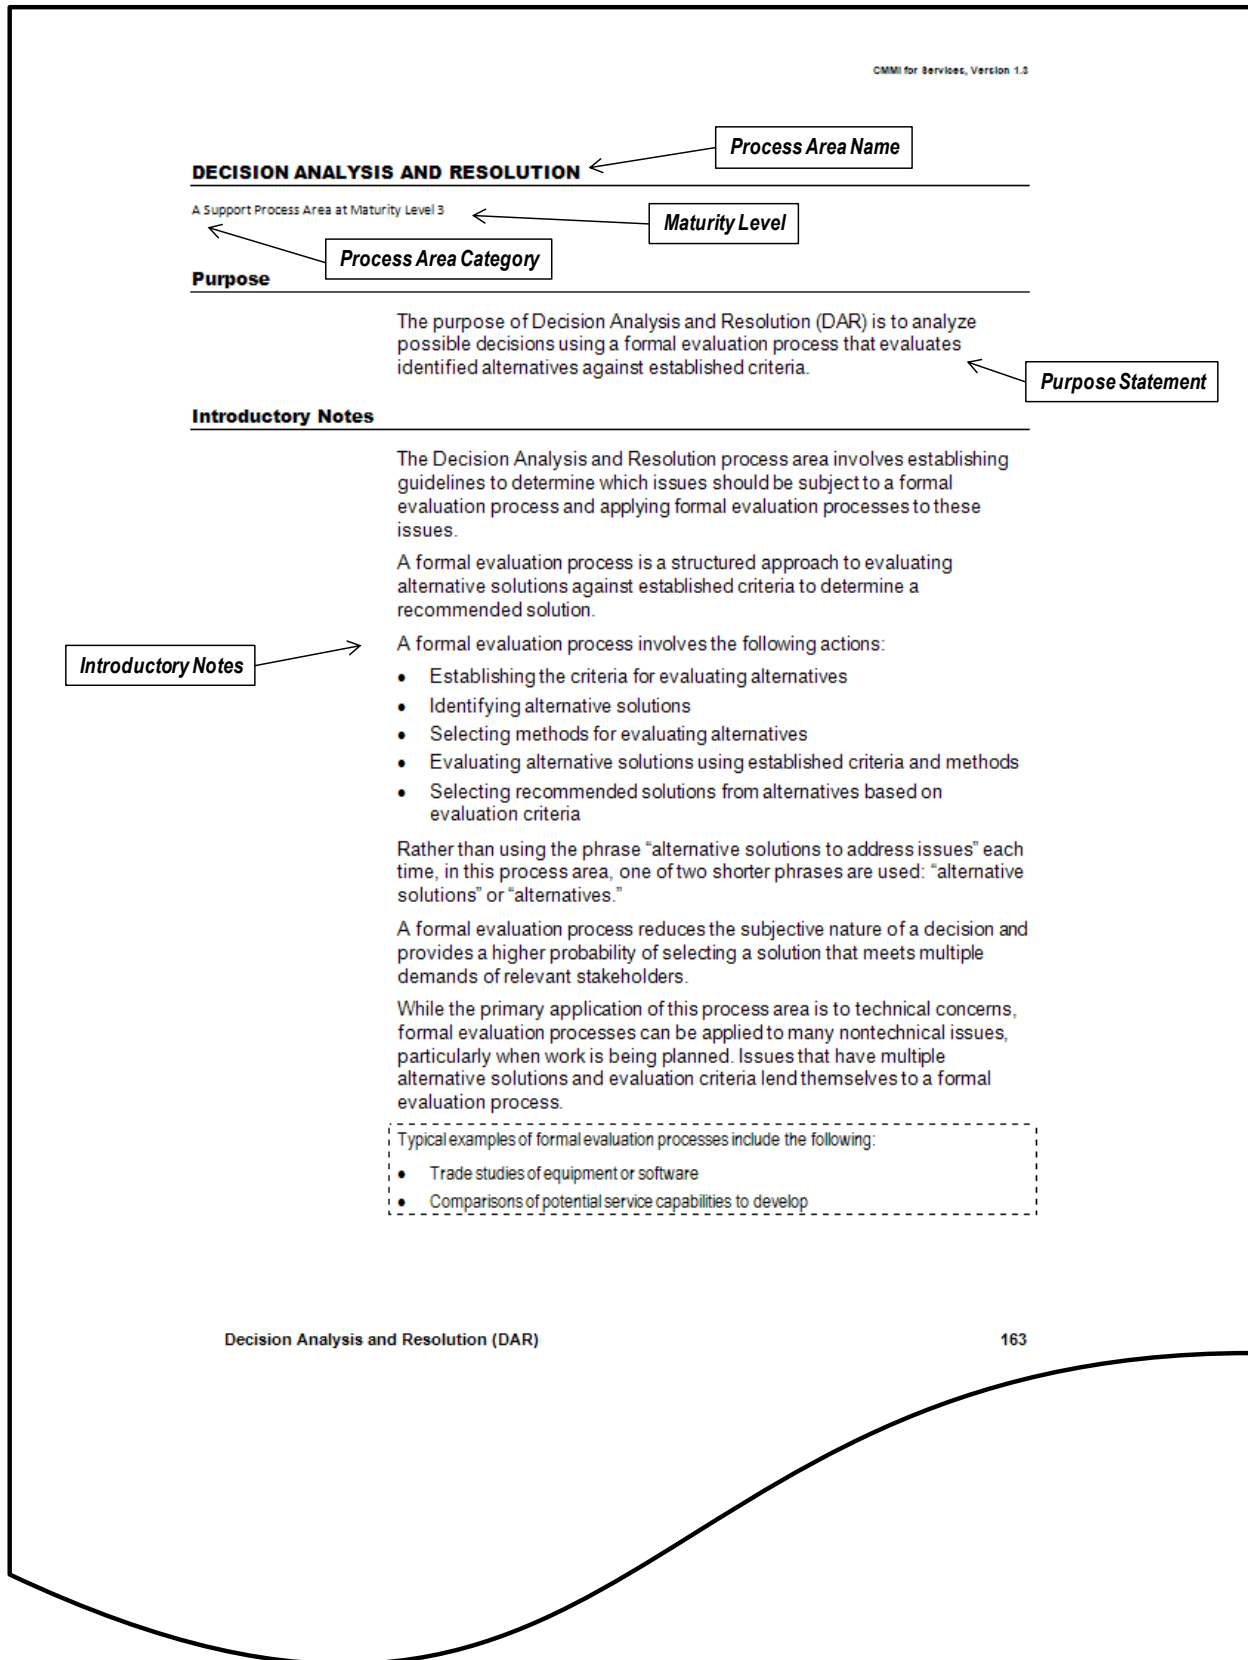 CMMI for Services, Version 1.3
Process Area Name
DECISION ANALYSIS AND RESOLUTION
A Support Process Area at Maturity Level 3
Maturity Level
Process Area Category
Purpose
The purpose of Decision Analysis and Resolution (DAR) is to analyze
possible decisions using a formal evaluation process that evaluates
identified alternatives against established criteria.
Purpose Statement
Introductory Notes
The Decision Analysis and Resolution process area involves establishing
guidelines to determine which issues should be subject to a formal
evaluation process and applying formal evaluation processes to these
issues.
A formal evaluation process is a structured approach to evaluating
alternative solutions against established criteria to determine a
recommended solution.
A formal evaluation process involves the following actions:
Introductory Notes
• Establishing the criteria for evaluating alternatives
• Identifying alternative solutions
• Selecting methods for evaluating alternatives
• Evaluating alternative solutions using established criteria and methods
• Selecting recommended solutions from alternatives based on
evaluation criteria
Rather than using the phrase “alternative solutions to address issues” each
time, in this process area, one of two shorter phrases are used: “alternative
solutions” or “alternatives.”
A formal evaluation process reduces the subjective nature of a decision and
provides a higher probability of selecting a solution that meets multiple
demands of relevant stakeholders.
While the primary application of this process area is to technical concerns,
formal evaluation processes can be applied to many nontechnical issues,
particularly when work is being planned. Issues that have multiple
alternative solutions and evaluation criteria lend themselves to a formal
evaluation process.
Typical examples of formal evaluation processes include the following:
• Trade studies of equipment or software
• Comparisons of potential service capabilities to develop
Decision Analysis and Resolution (DAR) 163